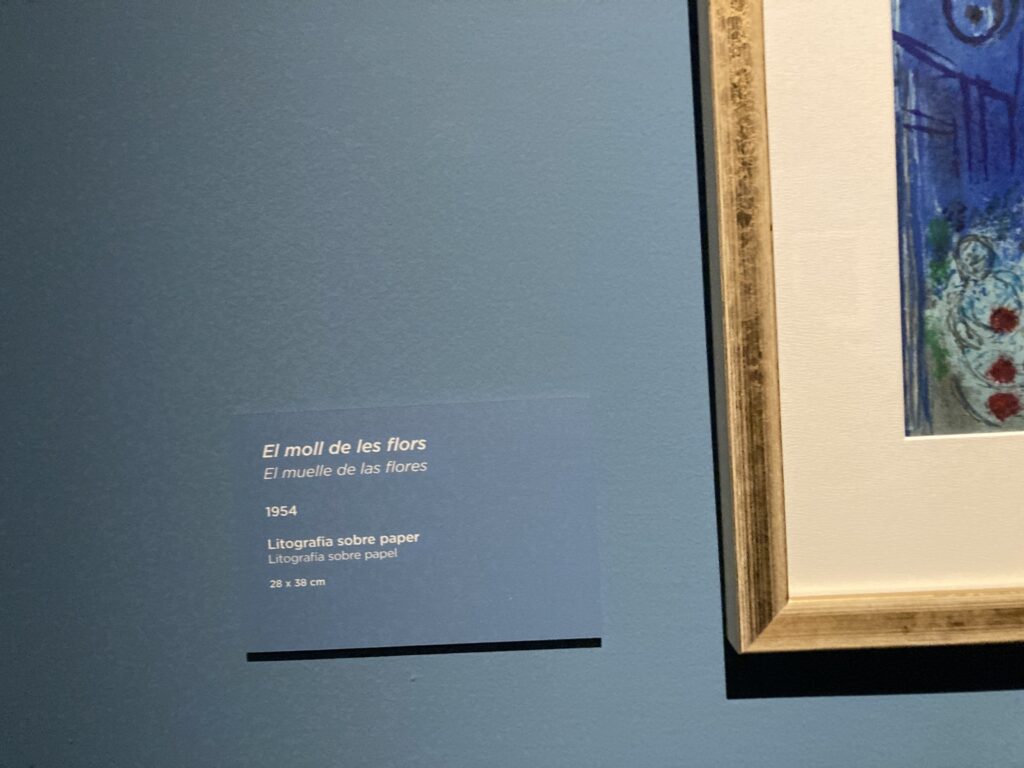 El moll de les flors
El muelle de las flores
1954
Litografia sobre paper
Litografía sobre papel
28 x 38 cm